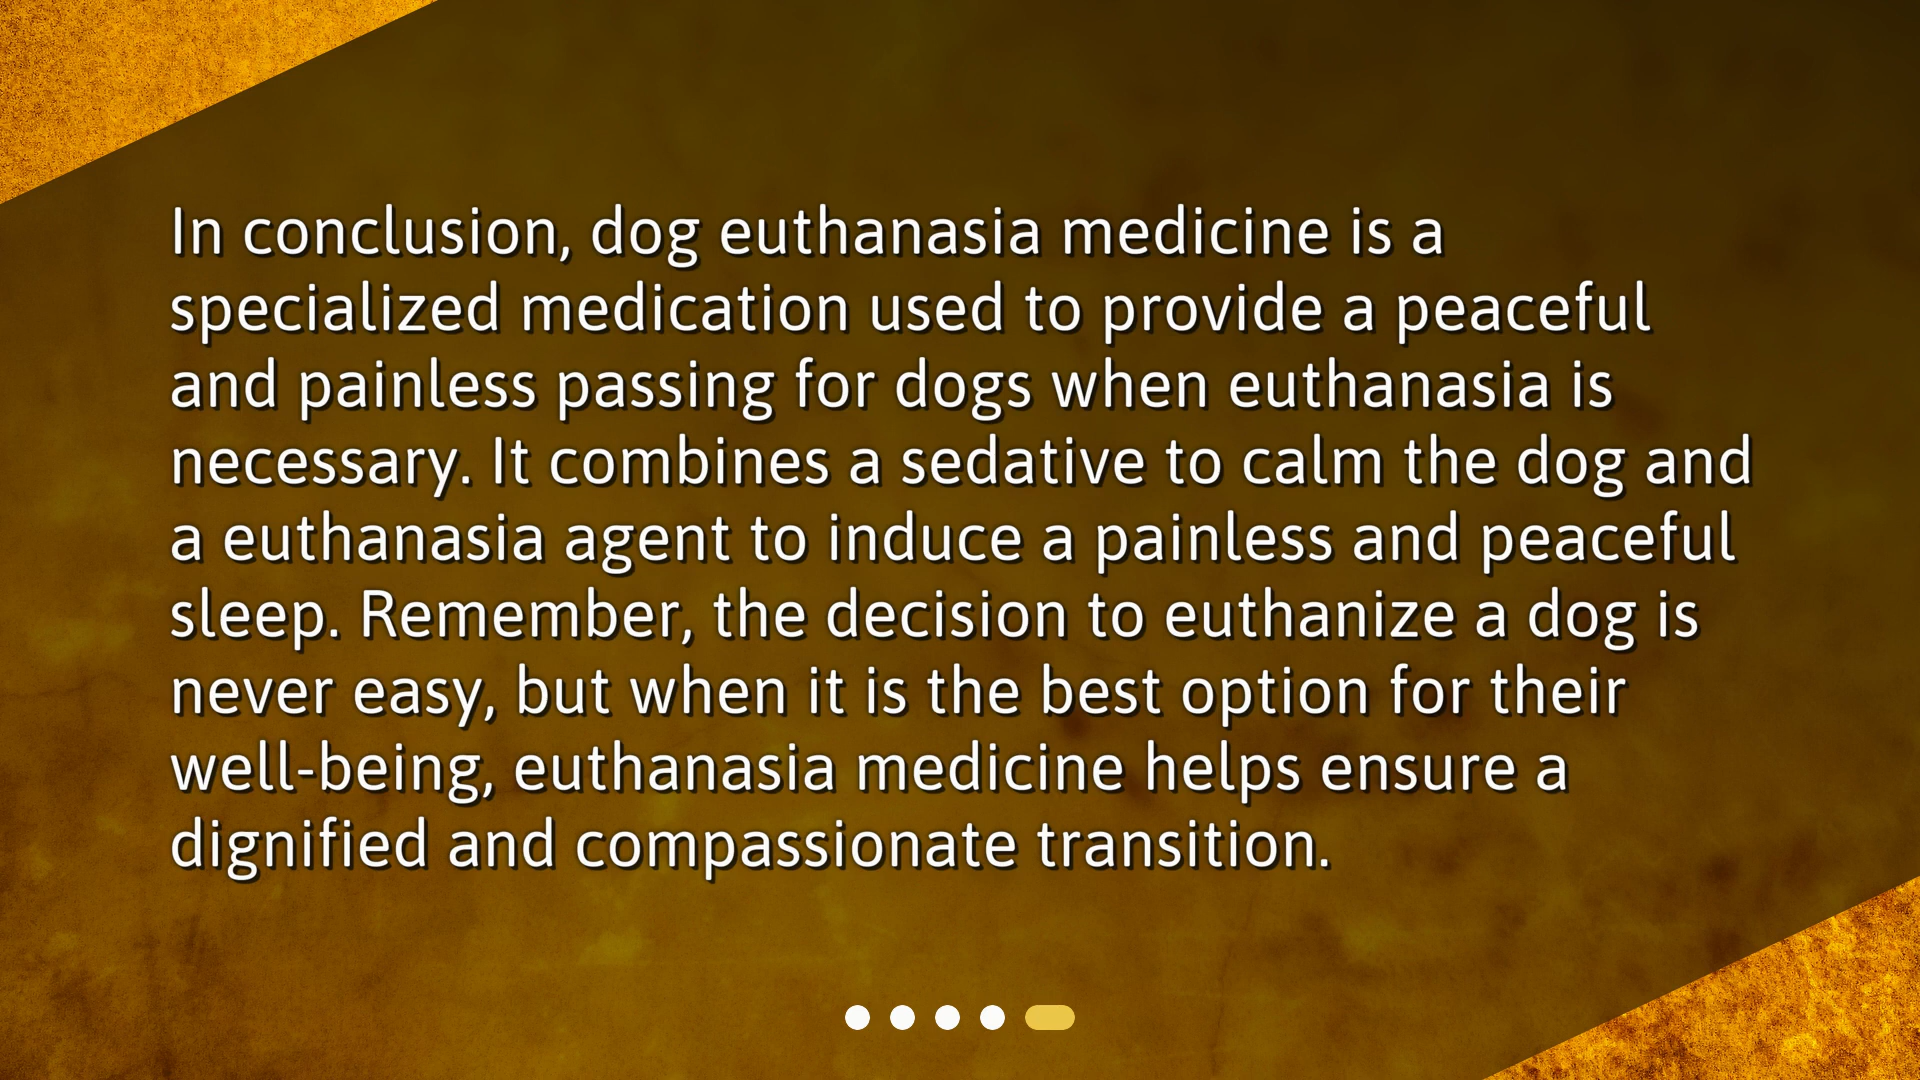 In conclusion, dog euthanasia medicine is a
specialized medication used to provide a peaceful
and painless passing for dogs when euthanasia is
necessary. It combines a sedative to calm the dog and
a euthanasia agent to induce a painless and peaceful
sleep. Remember, the decision to euthanize a dog is
never easy, but when it is the best option for their
well-being, euthanasia medicine helps ensure a
dignified and compassionate transition.